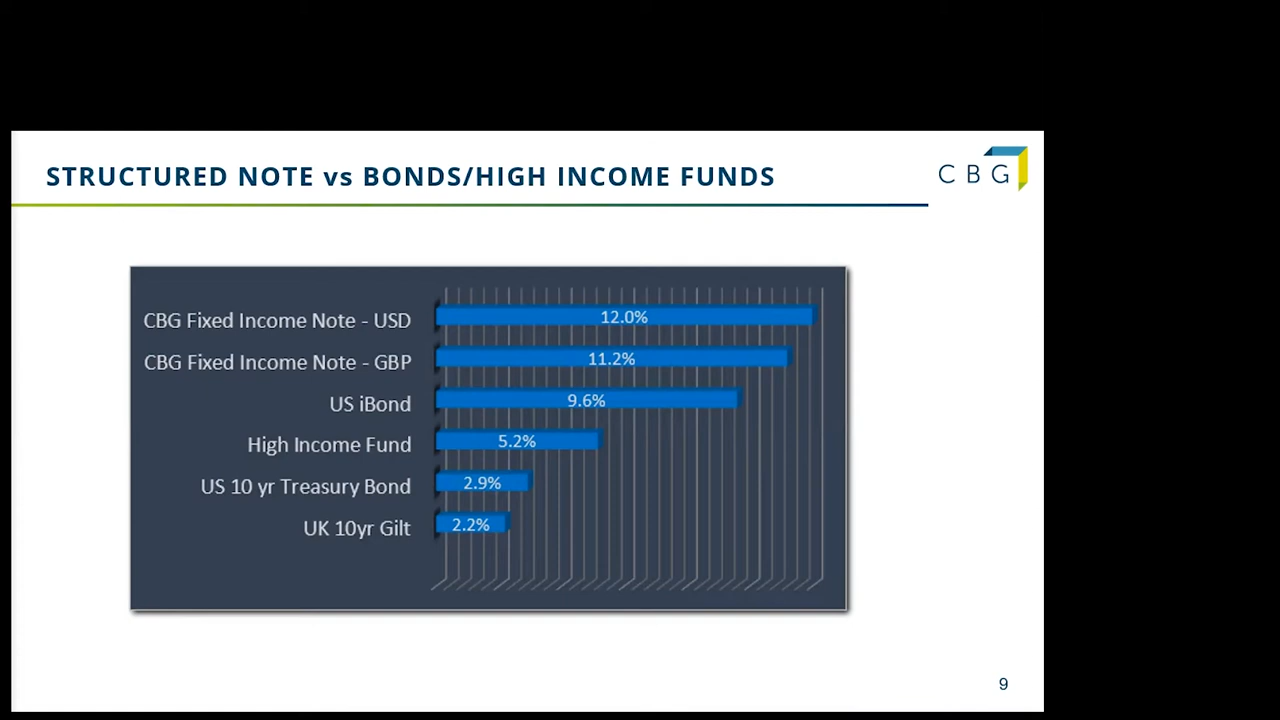 STRUCTURED NOTE vs BONDS/HIGH INCOME FUNDS
CBG
CBG Fixed Income Note - USD 12.0%
CBG Fixed Income Note - GBP 11.2%
US iBond 9.6%
High Income Fund 5.2%
US 10 yr Treasury Bond 2.9%
UK 10yr Gilt 2.2%
9